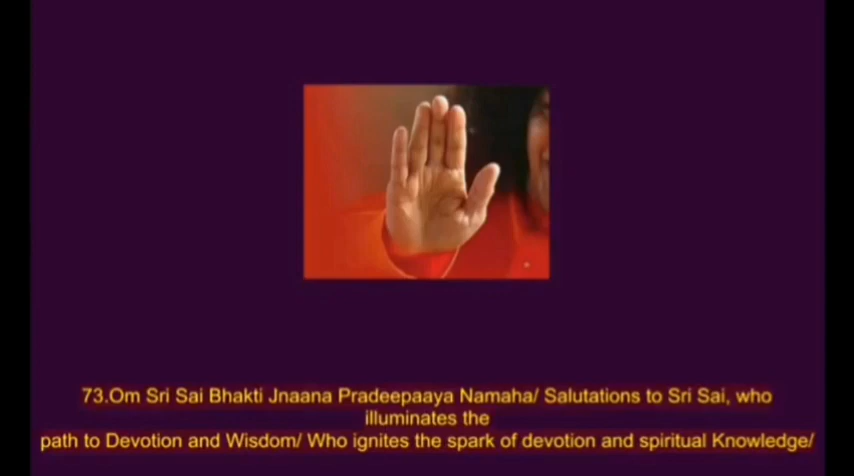 73.Om Sri Sai Bhakti Jnaana Pradeepaaya Namaha/ Salutations to Sri Sai, who
illuminates the
path to Devotion and Wisdom/ Who ignites the spark of devotion and spiritual Knowledge/